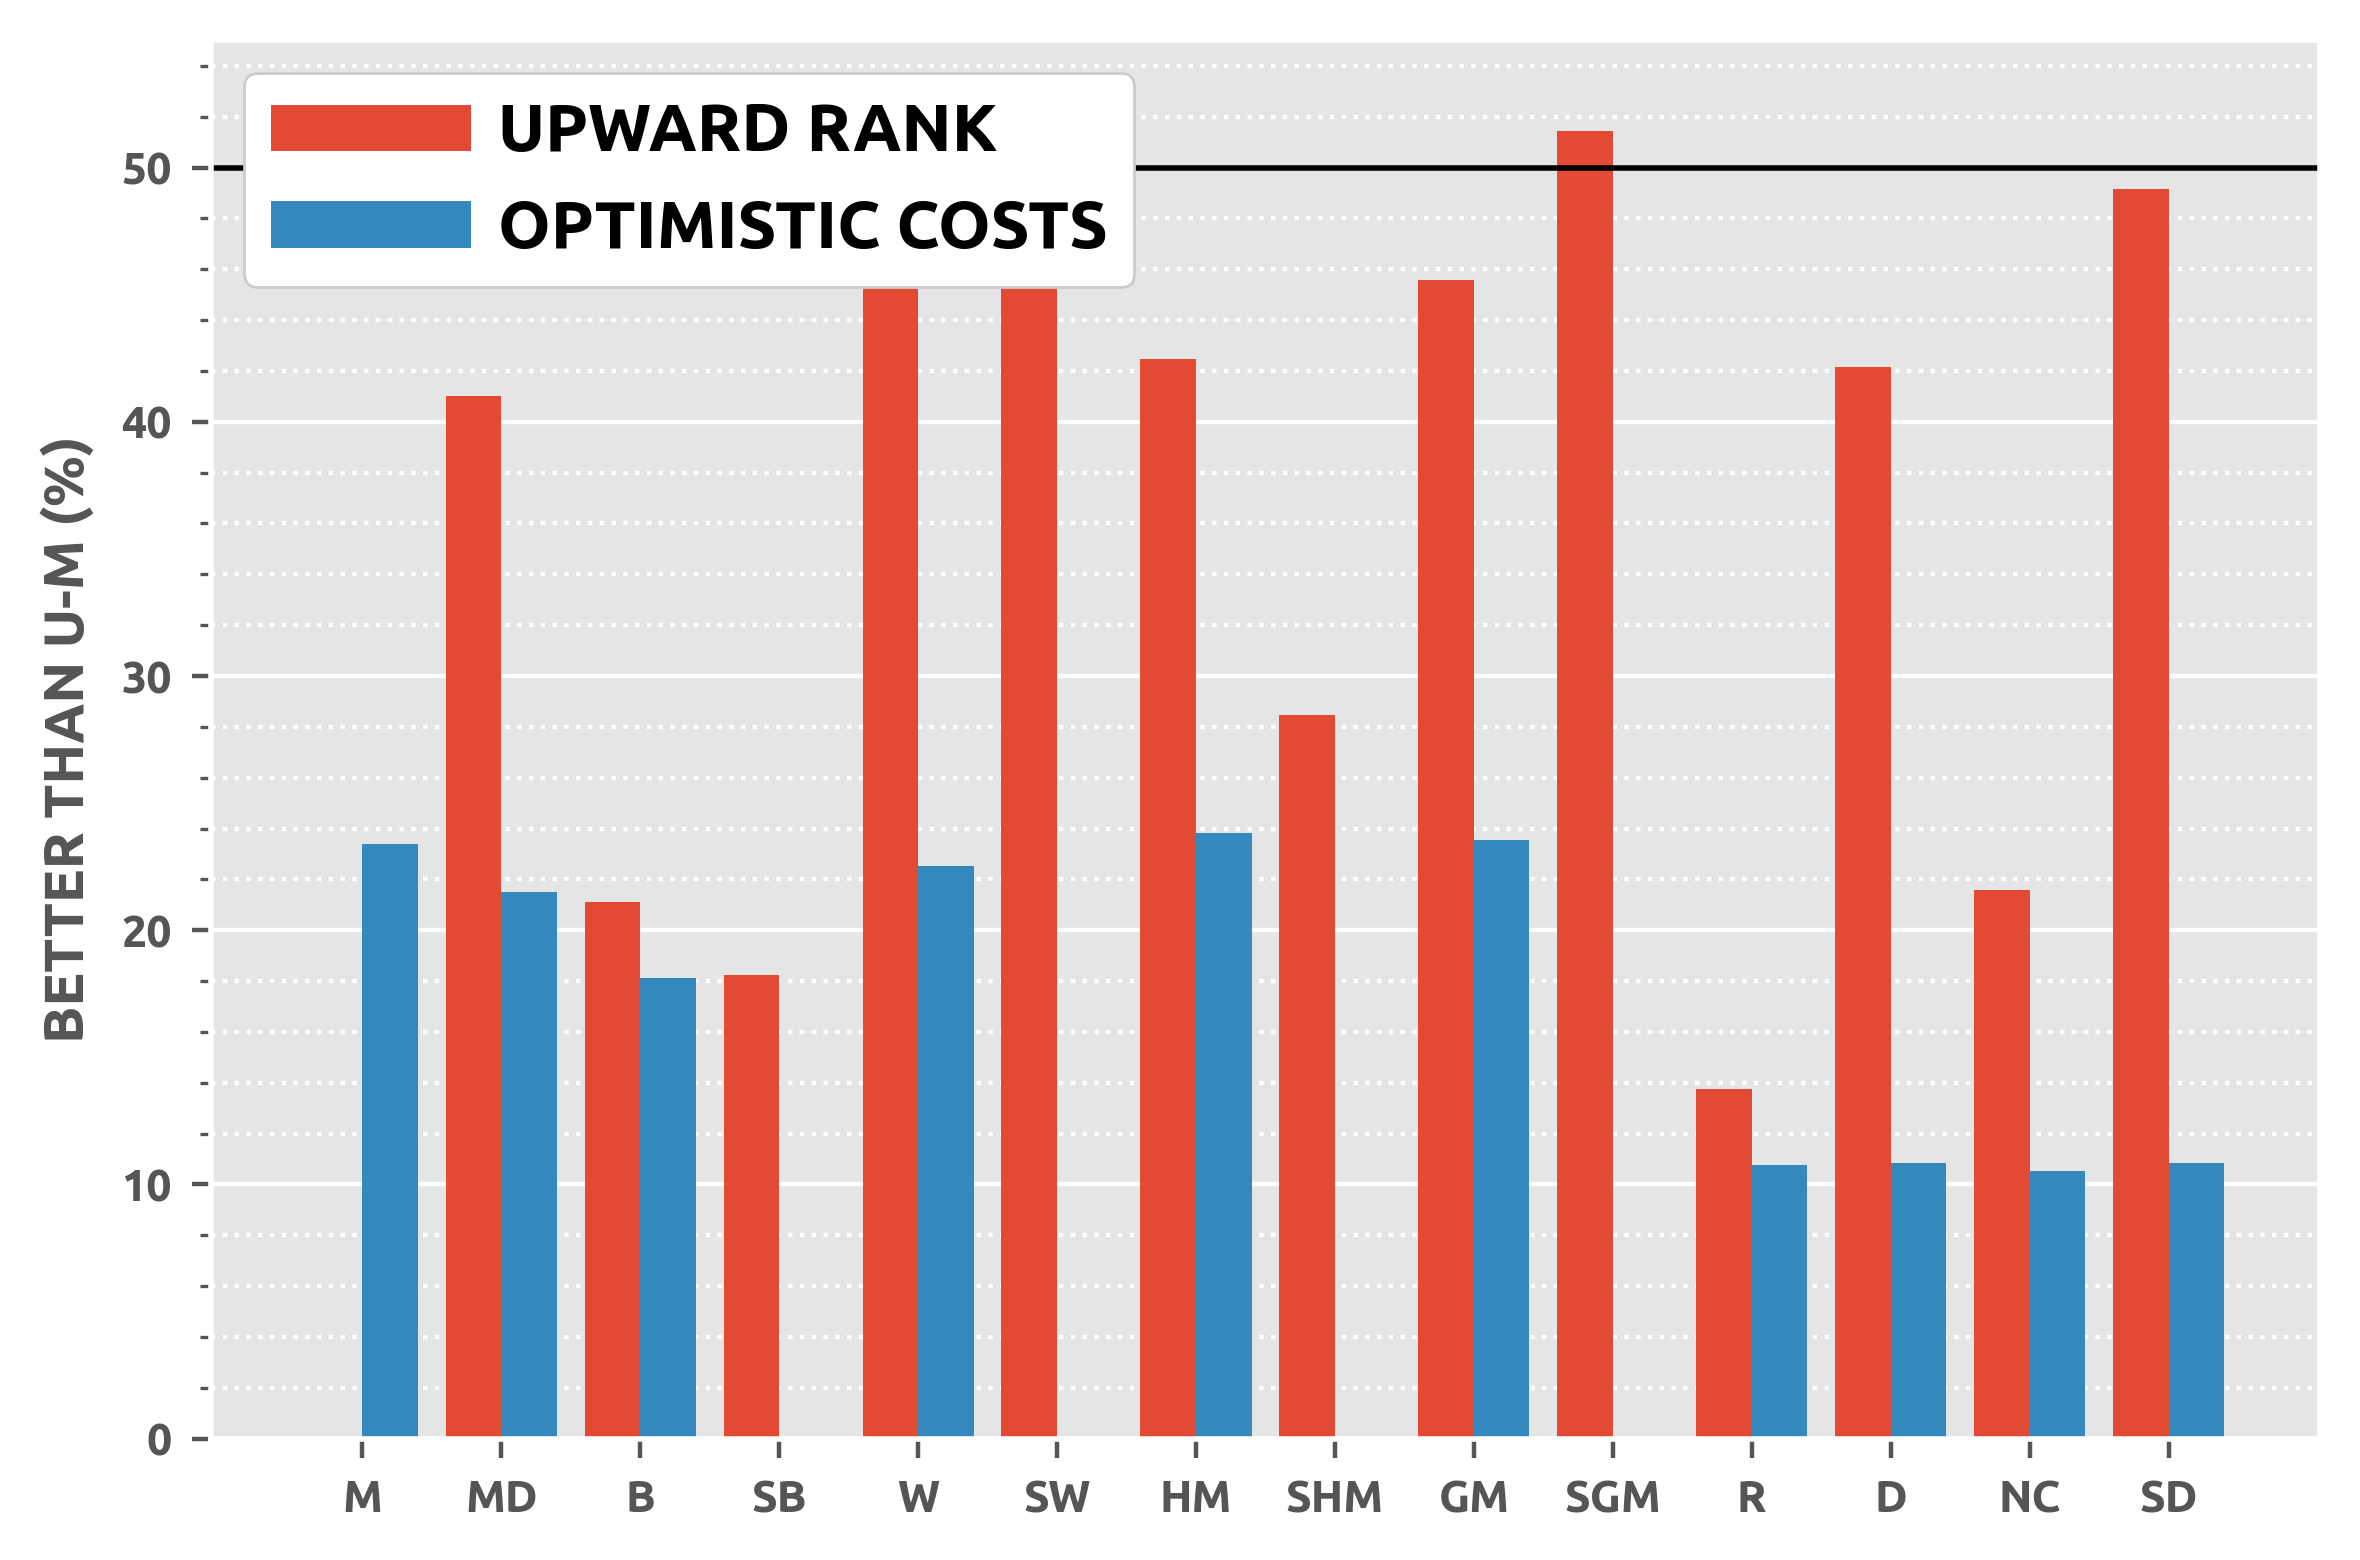 UPWARD RANK
OPTIMISTIC COSTS
BETTER THAN U-M (%)
50
40
30
20
10
0
M MD B SB W SW HM SHM GM SGM R D NC SD